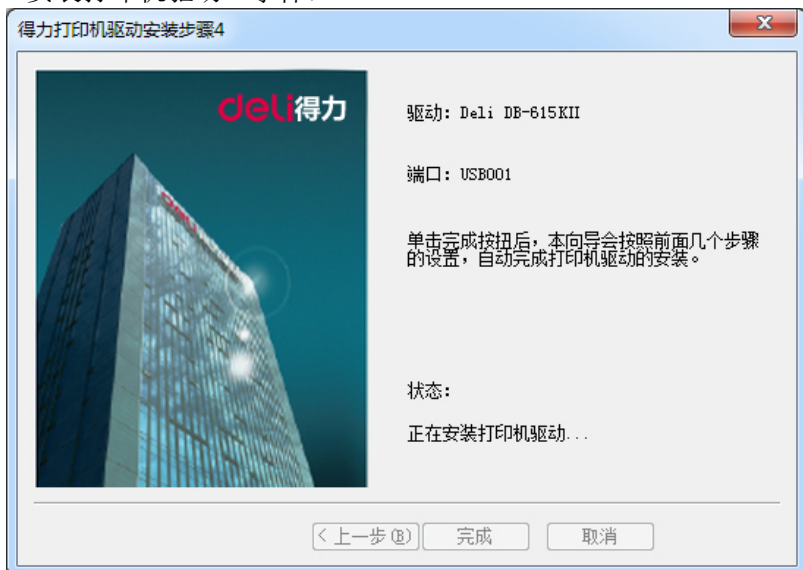 得力打印机驱动安装步骤4
deli得力
驱动: Deli DB-615KII
端口: USB001
deli
单击完成按扭后，本向导会按照前面几个步骤
的设置，自动完成打印机驱动的安装。
状态:
正在安装打印机驱动...
< 上一步(B)
完成
取消